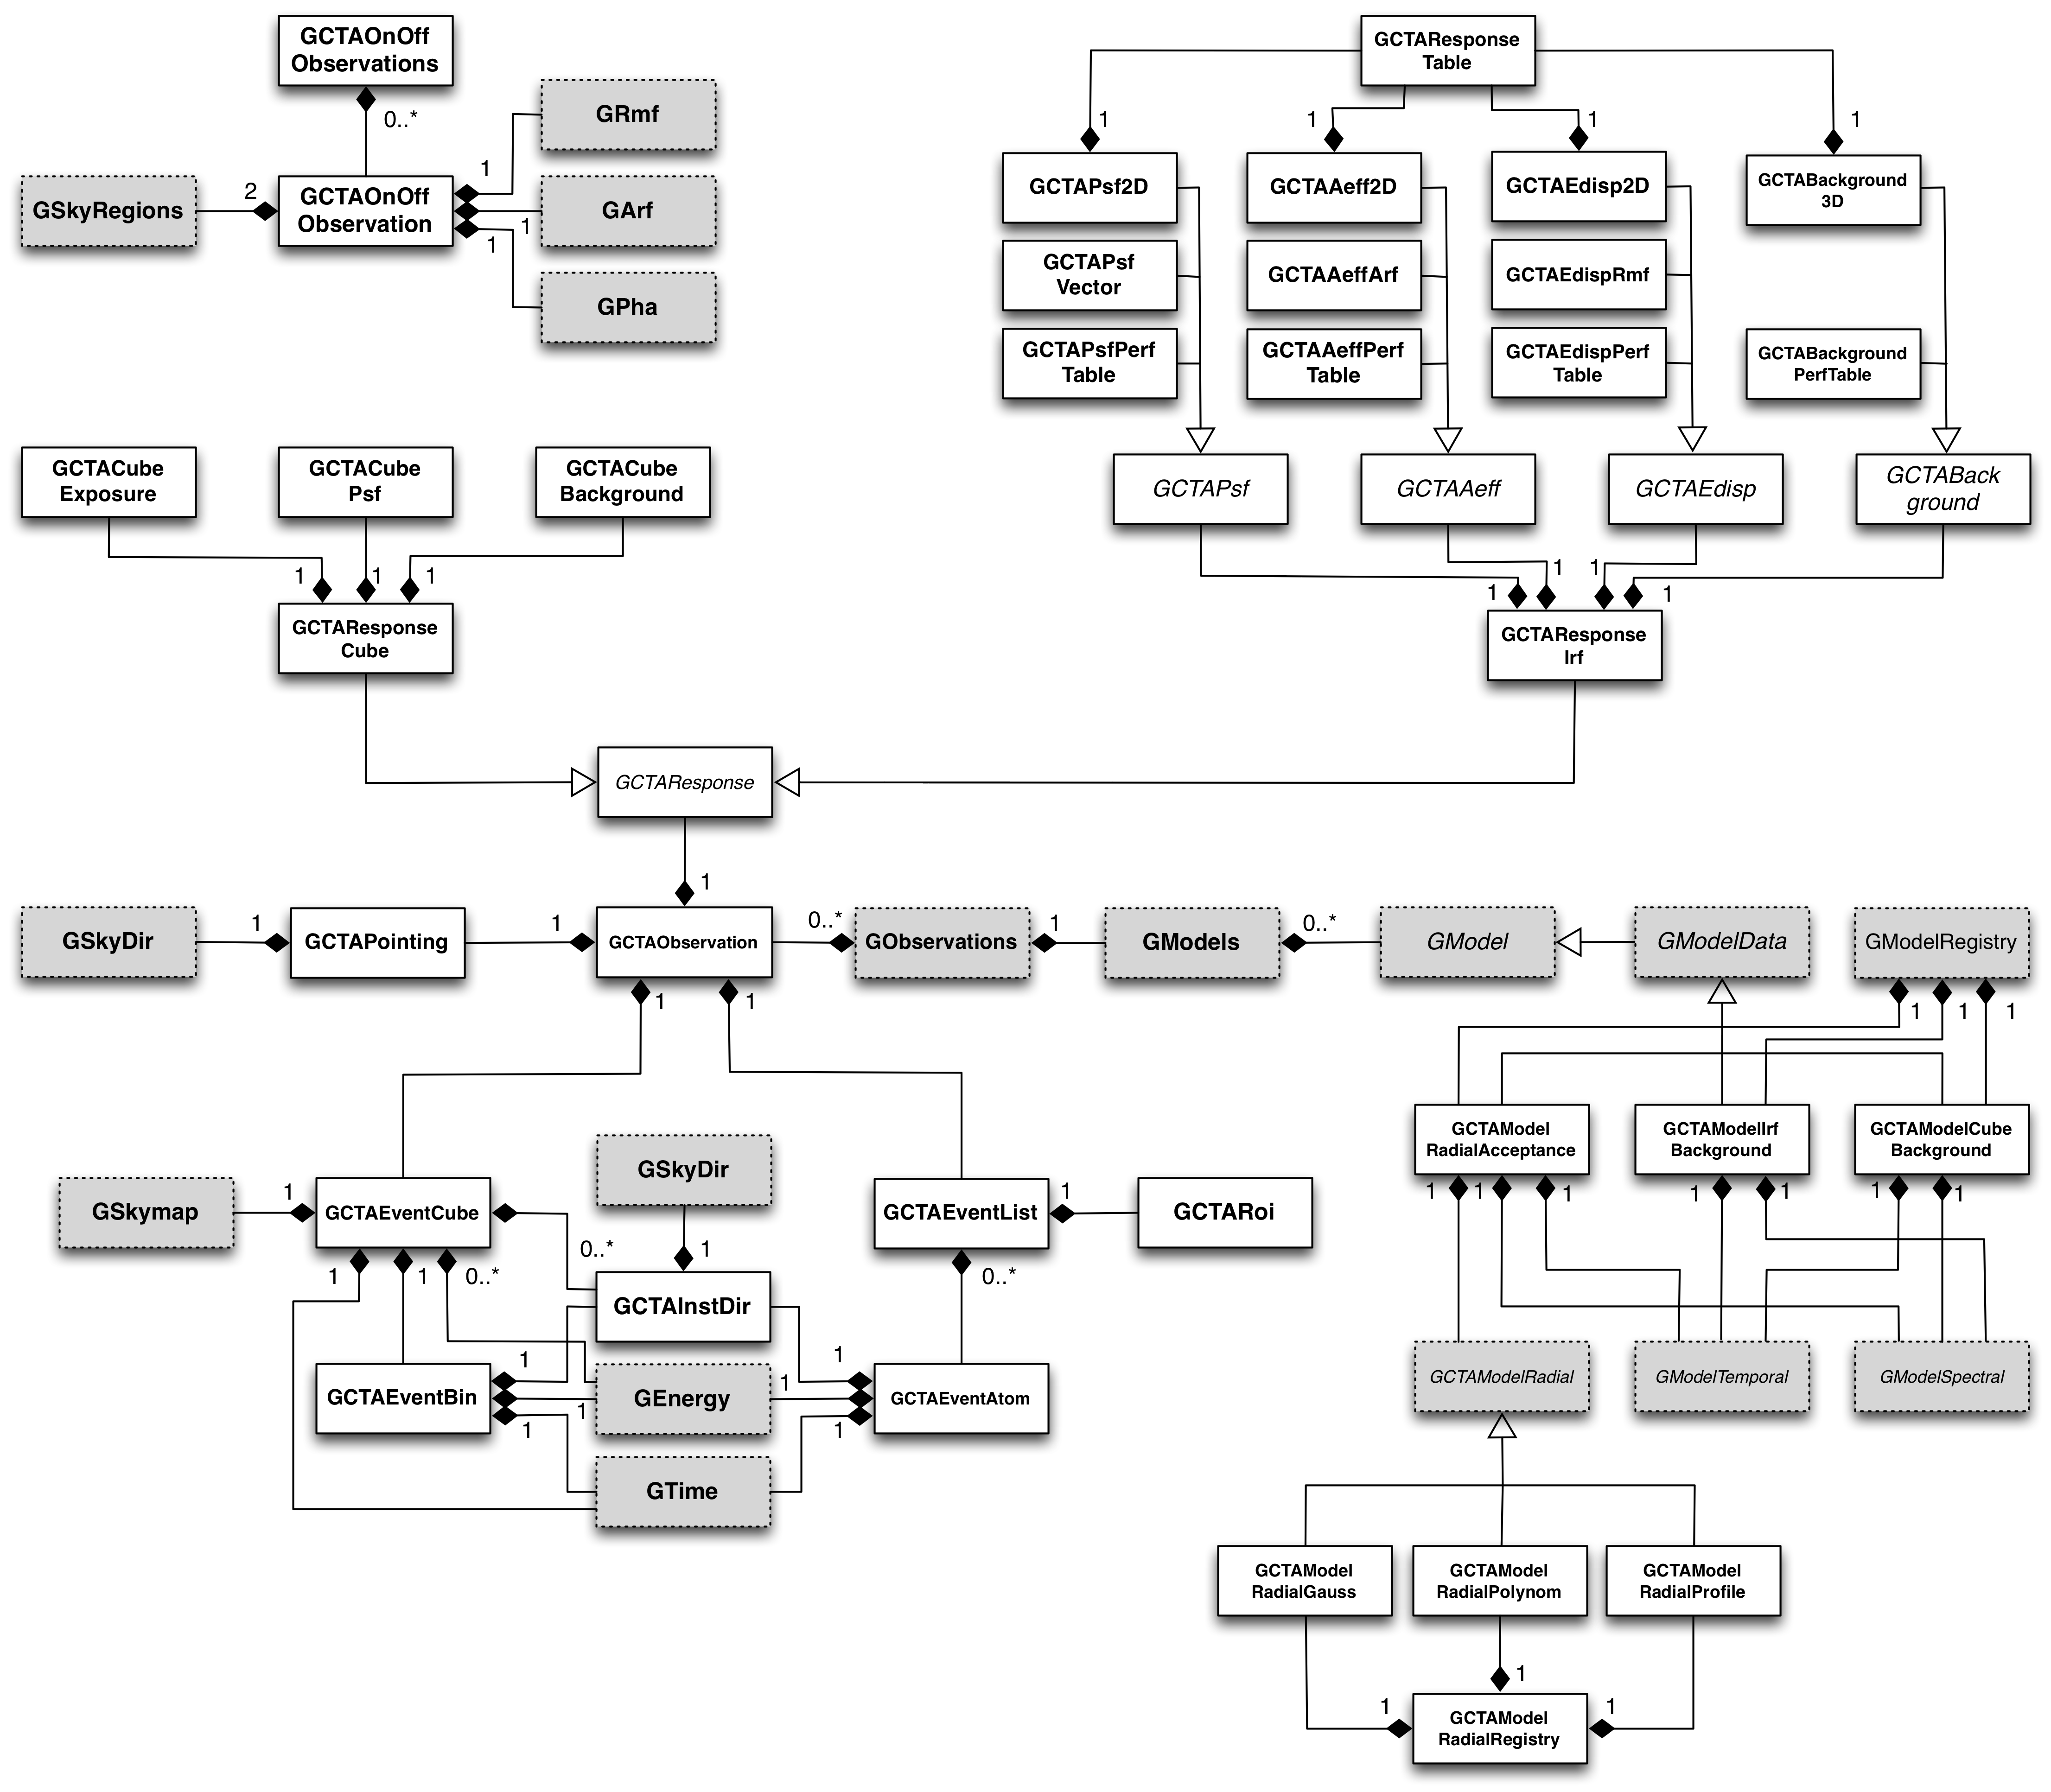 GCTAOnOff
Observations
0..*
GSkyRegions
2
GCTAOnOff
Observation
1
1
1
GRmf
GArf
GPha
GCTAResponse
Table
1
1
1
1
GCTAPsf2D
GCTAAeff2D
GCTAEdisp2D
GCTABackground
3D
GCTAPsf
Vector
GCTAAeffArf
GCTAEdispRmf
GCTAPsfPerf
Table
GCTAAeffPerf
Table
GCTAEdispPerf
Table
GCTABackground
PerfTable
GCTAPsf
GCTAAeff
GCTAEdisp
GCTABack
ground
1
1
1
1
GCTAResponse
Irf
GCTACube
Exposure
GCTACube
Psf
GCTACube
Background
1
1
1
GCTAResponse
Cube
GCTAResponse
1
GSkyDir
1
GCTAPointing
1
GCTAObservation
0..*
GObservations
1
GModels
0..*
GModel
GModelData
GModelRegistry
1
1
1
1
1
GCTAModel
RadialAcceptance
GCTAModelIrf
Background
GCTAModelCube
Background
1
1
1
1
1
1
1
GCTAModelRadial
GModelTemporal
GModelSpectral
GSkymap
1
GCTAEventCube
GSkyDir
GCTAEventList
1
GCTARoi
0..*
1
1
1
0..*
0..*
GCTAInstDir
GCTAEventBin
1
1
1
GEnergy
1
1
1
GCTAEventAtom
GTime
GCTAModel
RadialGauss
GCTAModel
RadialPolynom
GCTAModel
RadialProfile
1
1
1
GCTAModel
RadialRegistry